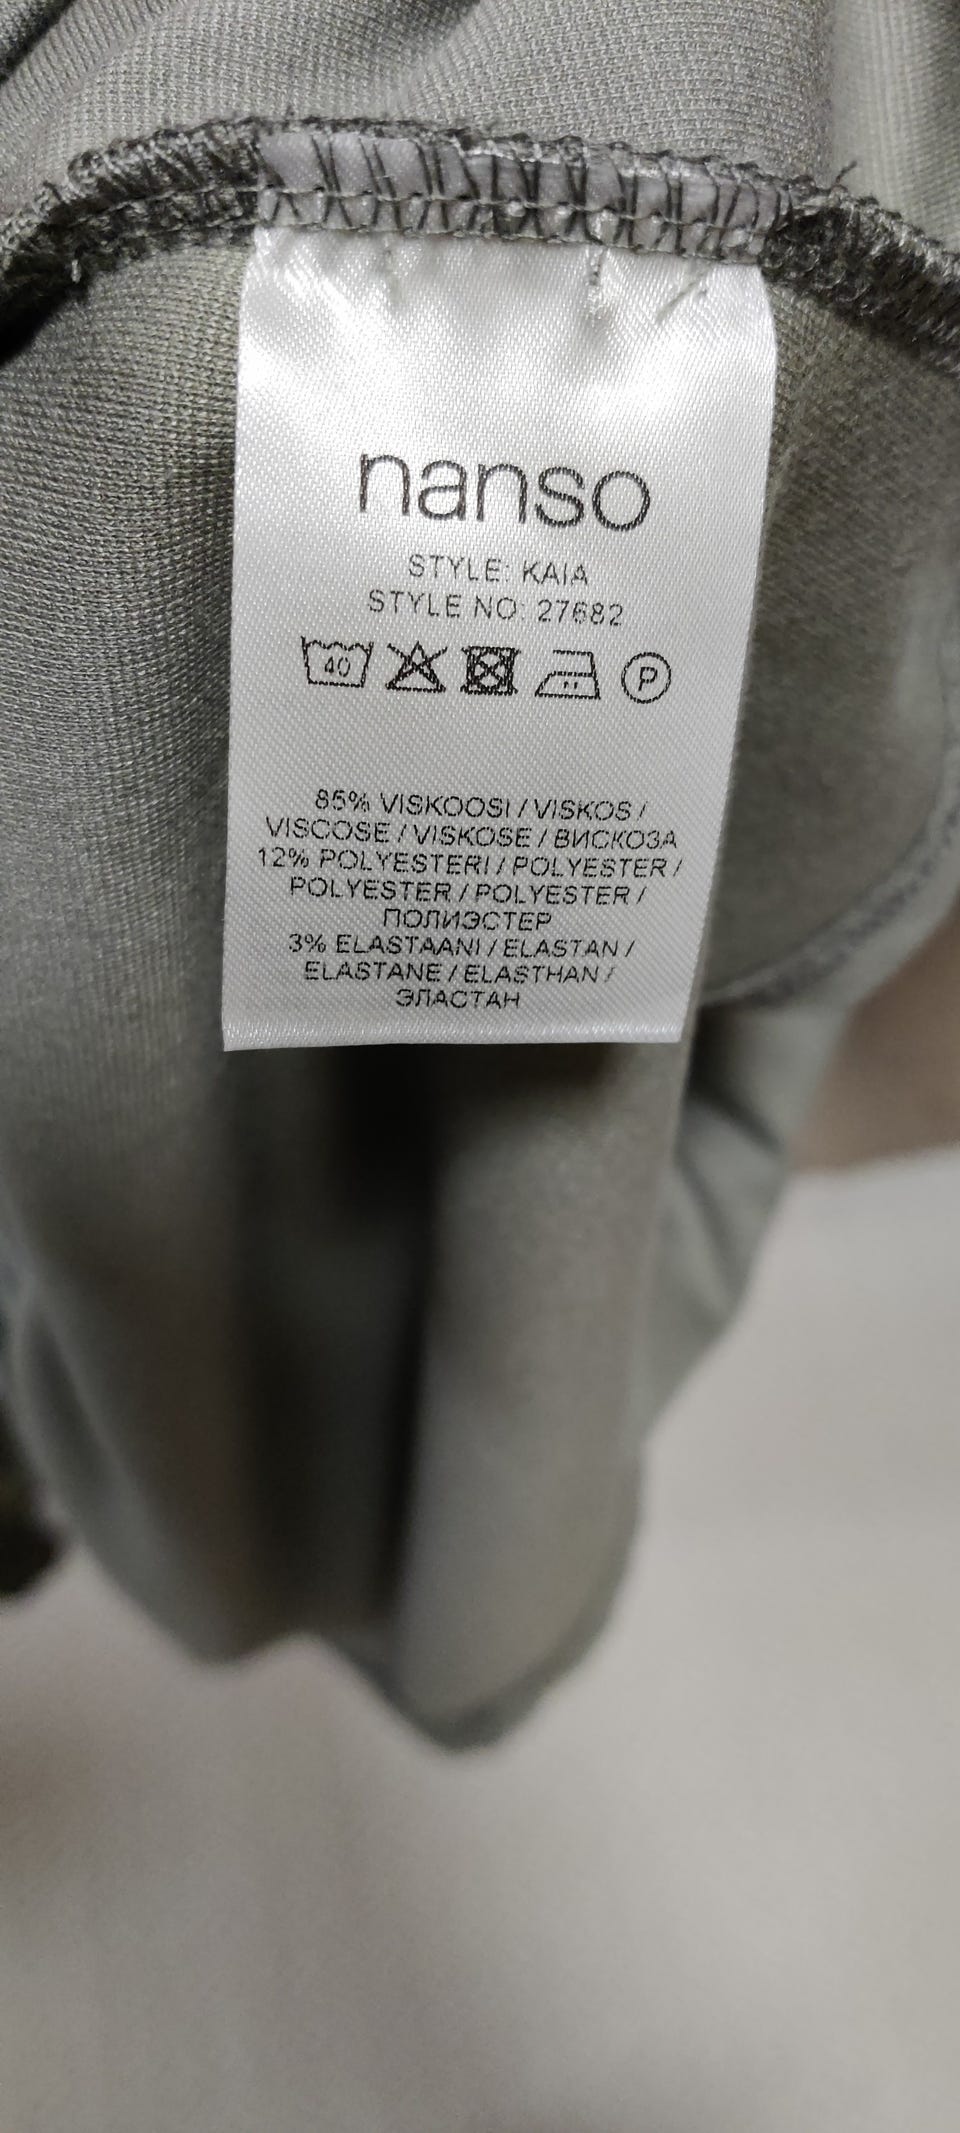 nanso
STYLE: KAIA
STYLE NO: 27682
40 P
85% VISKOOSI / VISKOS /
VISCOSE / VISKOSE / ВИСКОЗА
12% POLYESTERI / POLYESTER /
POLYESTER / POLYESTER /
ПОЛИЭСТЕР
3% ELASTAANI / ELASTAN /
ELASTANE / ELASTHAN /
ЭЛАСТАН